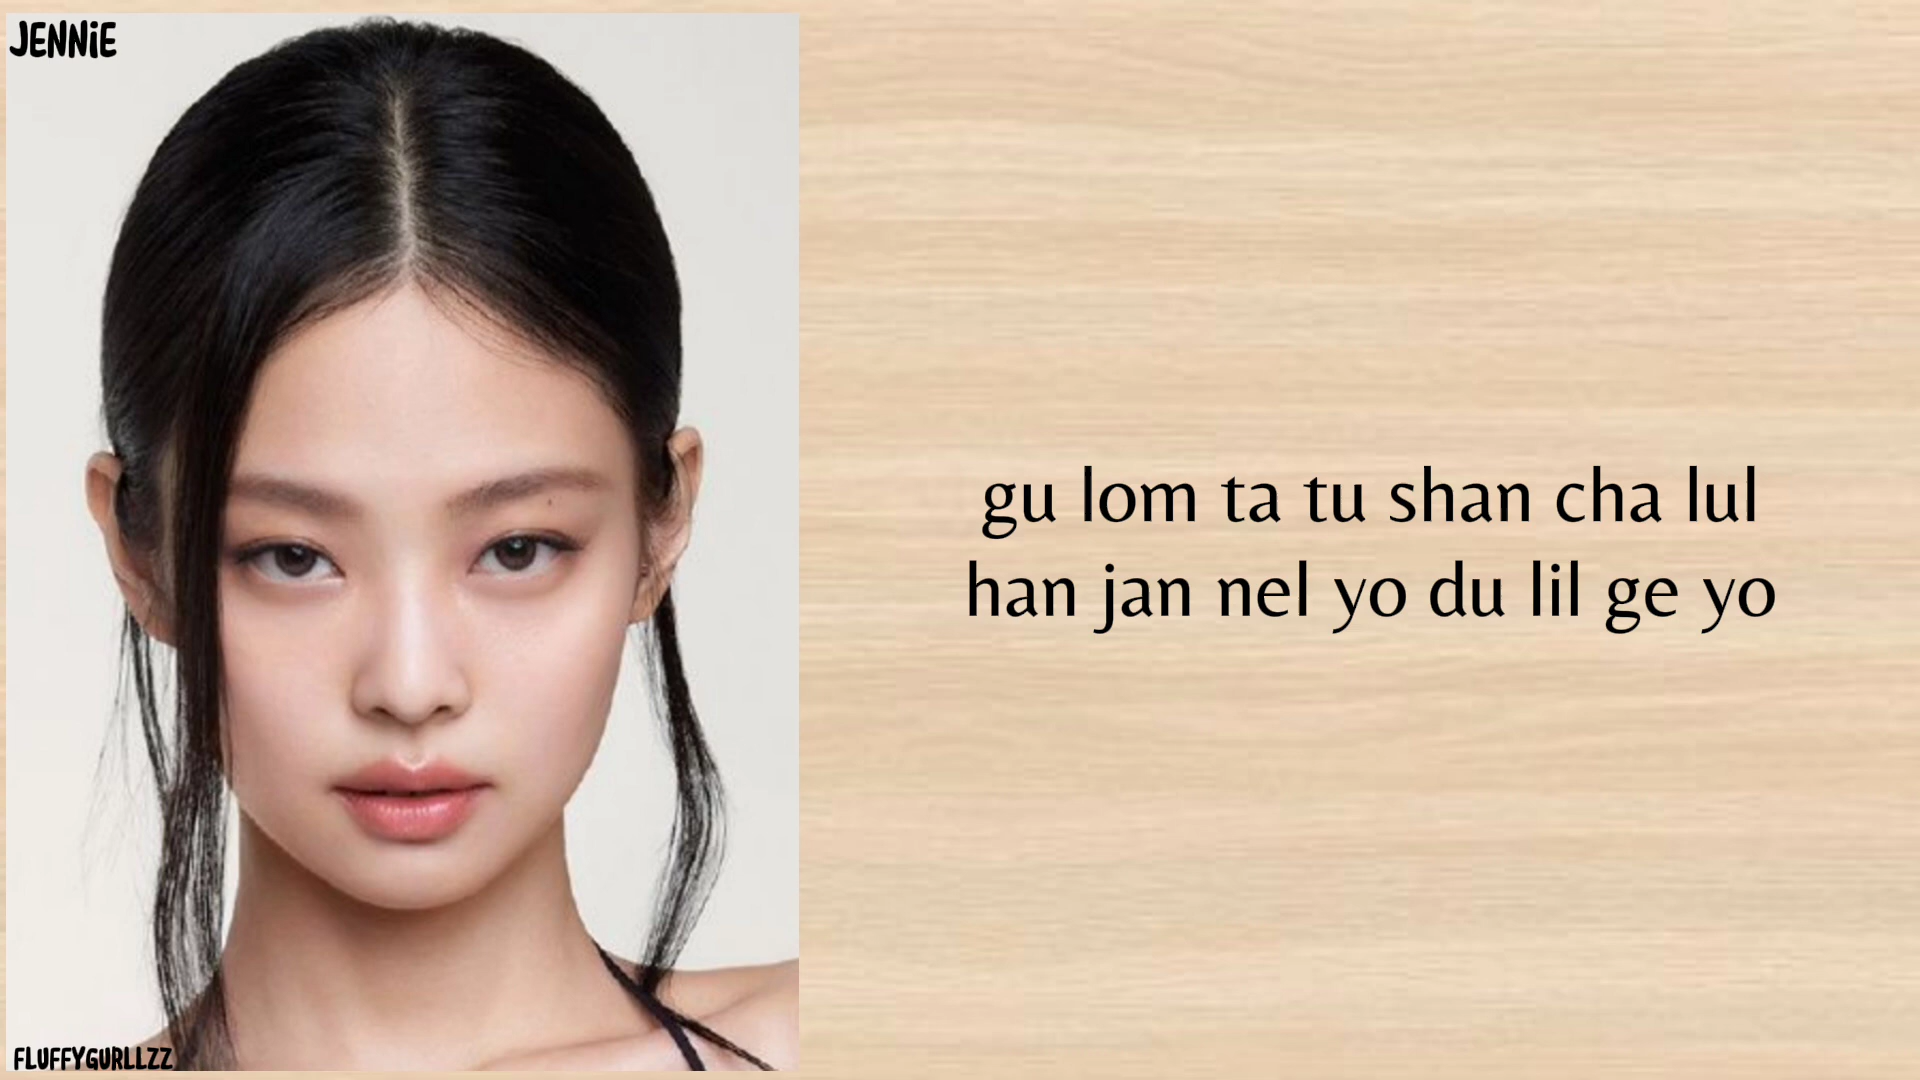 JENNiE
gu lom ta tu shan cha lul
han jan nel yo du lil ge yo
FLUFFYGURLLZZ